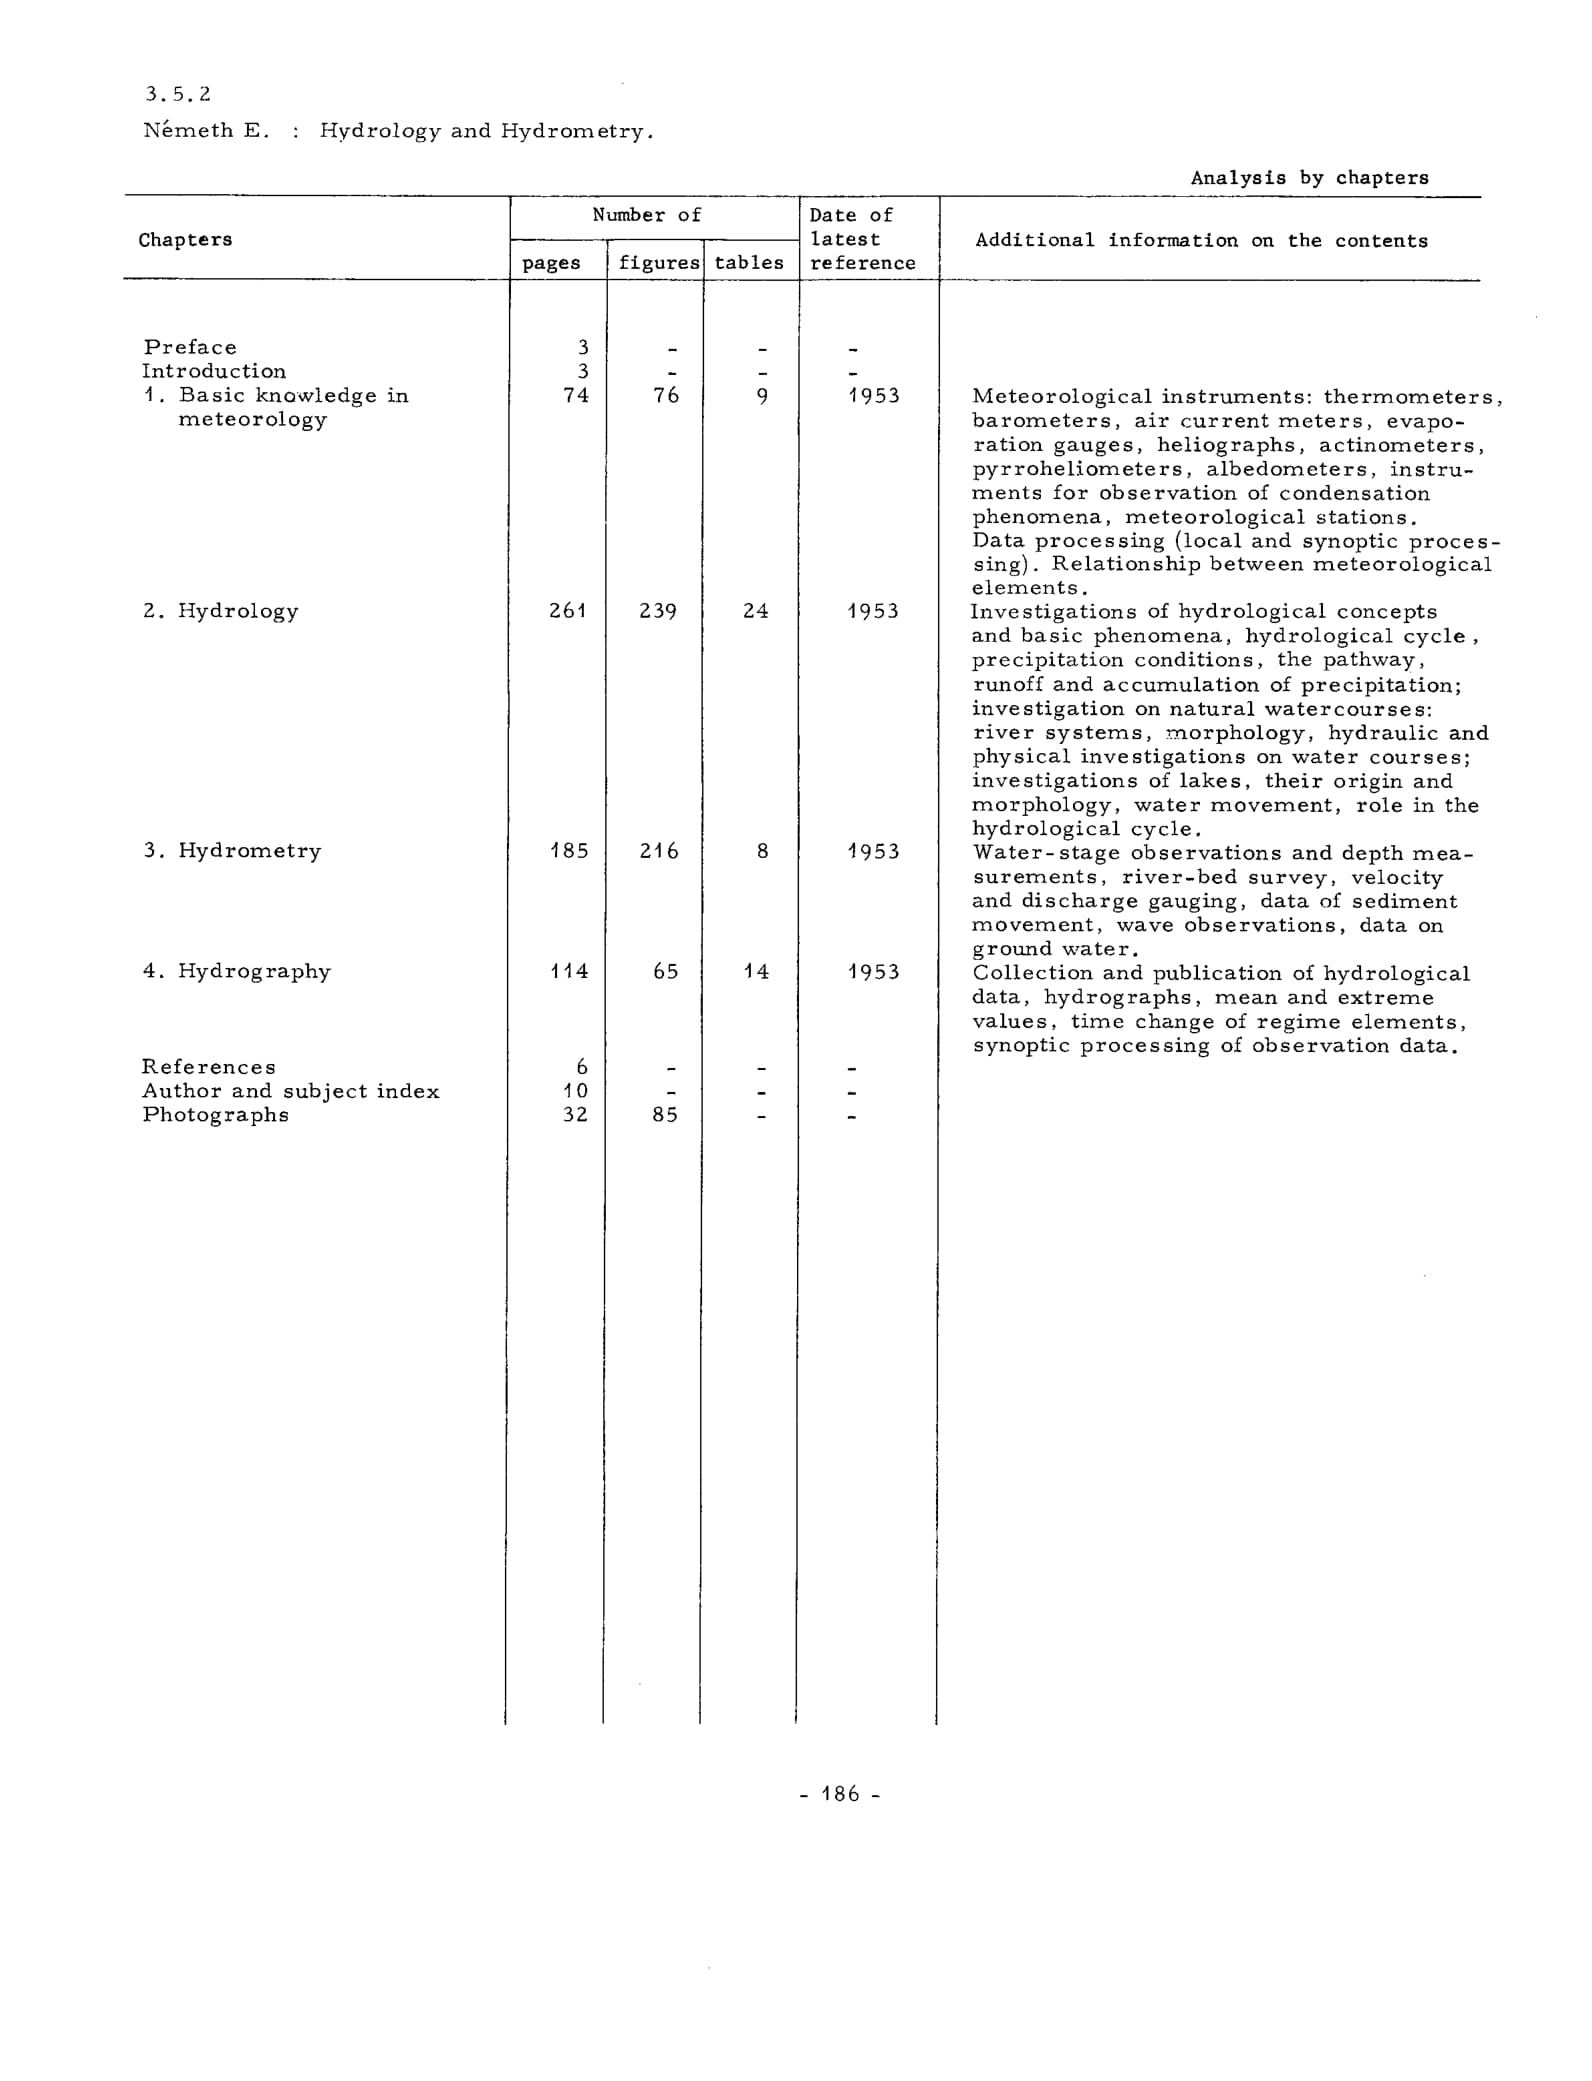 3.5.2
Németh E. : Hydrology and Hydrometry.
Analysis by chapters
Chapters Number of Date of latest reference Additional information on the contents
pages figures tables
Preface 3 - - -
Introduction 3 - - -
1. Basic knowledge in 74 76 9 1953 Meteorological instruments: thermometers,
meteorology barometers, air current meters, evapo-
ration gauges, heliographs, actinometers,
pyrroheliometers, albedometers, instru-
ments for observation of condensation
phenomena, meteorological stations.
Data processing (local and synoptic proces-
sing). Relationship between meteorological
elements.
2. Hydrology 261 239 24 1953 Investigations of hydrological concepts
and basic phenomena, hydrological cycle,
precipitation conditions, the pathway,
runoff and accumulation of precipitation;
investigation on natural watercourses:
river systems, morphology, hydraulic and
physical investigations on water courses;
investigations of lakes, their origin and
morphology, water movement, role in the
hydrological cycle.
3. Hydrometry 185 216 8 1953 Water-stage observations and depth mea-
surements, river-bed survey, velocity
and discharge gauging, data of sediment
movement, wave observations, data on
ground water.
4. Hydrography 114 65 14 1953 Collection and publication of hydrological
data, hydrographs, mean and extreme
values, time change of regime elements,
synoptic processing of observation data.
References 6 - - -
Author and subject index 10 - - -
Photographs 32 85 - -
- 186 -